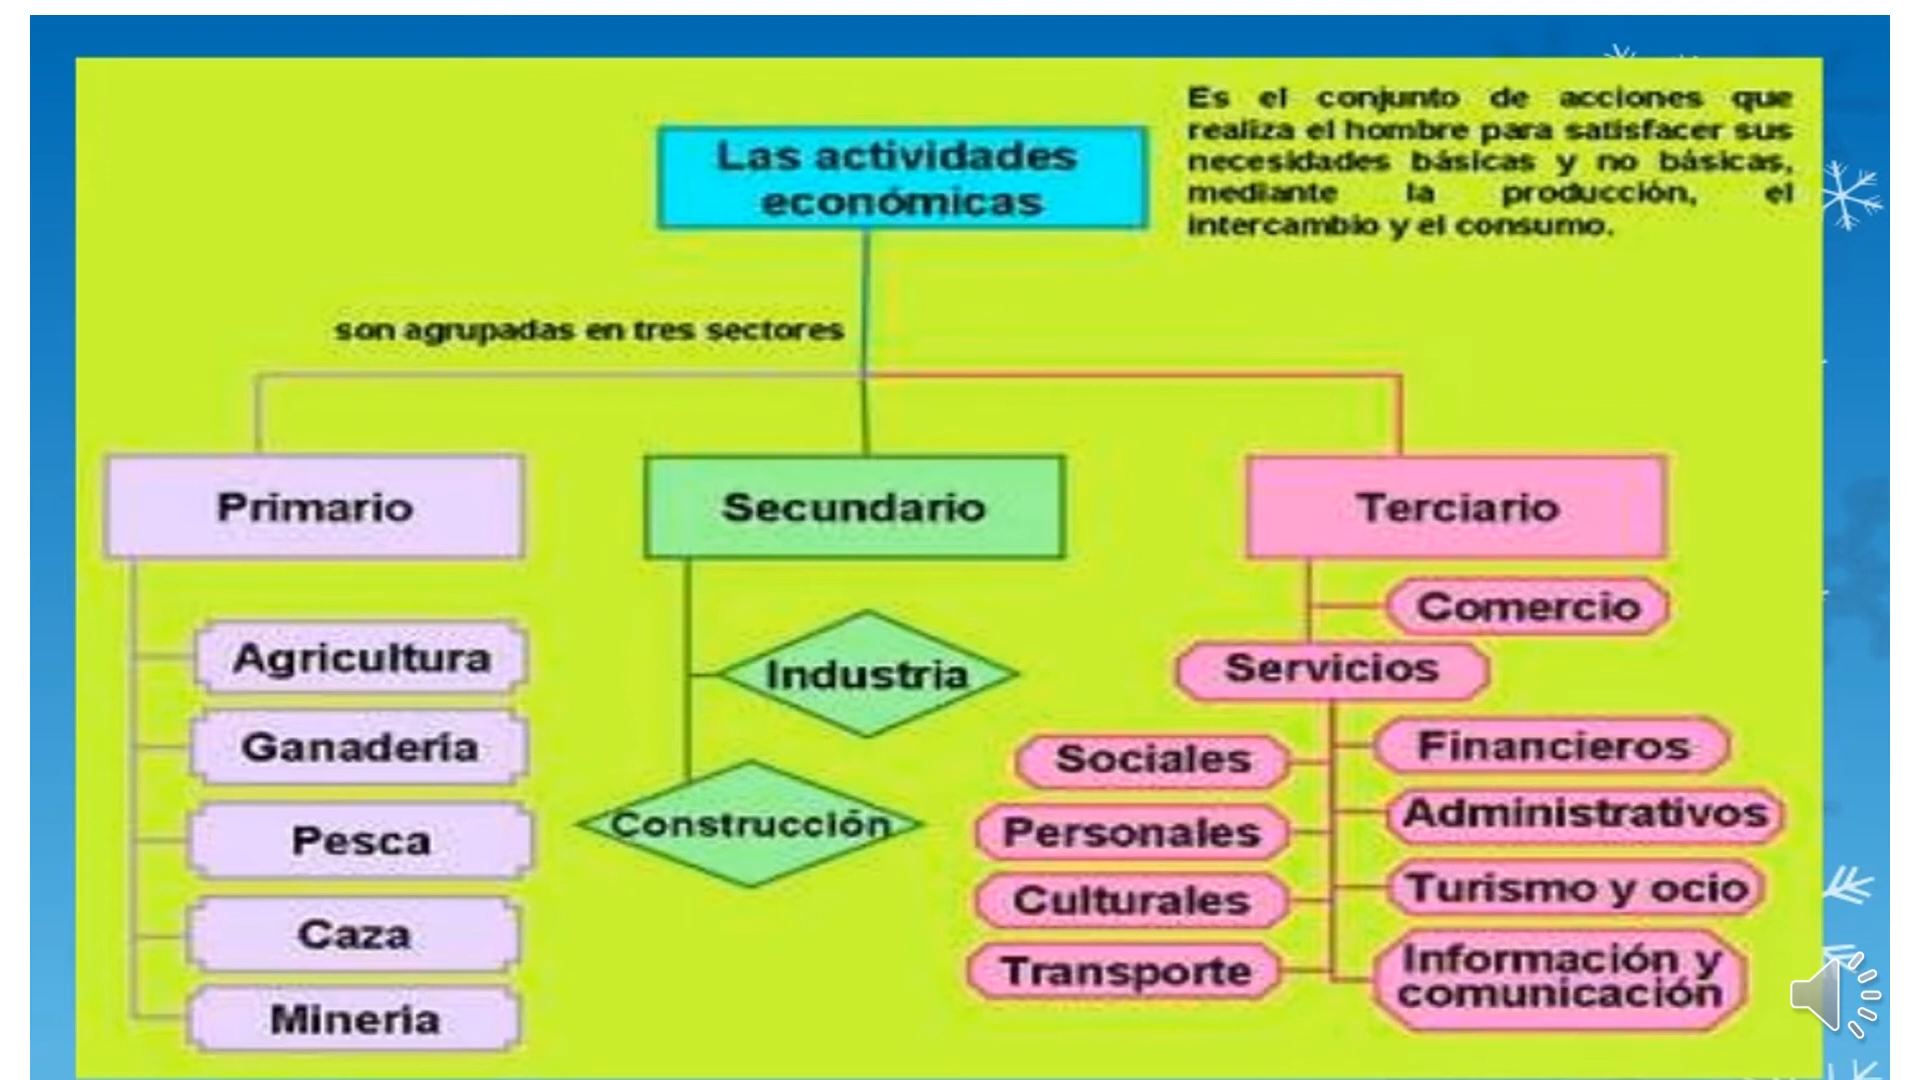 Es el conjunto de acciones que
realiza el hombre para satisfacer sus
necesidades básicas y no básicas,
mediante la producción, el
intercambio y el consumo.
Las actividades
económicas
son agrupadas en tres sectores
Primario
Secundario
Terciario
Agricultura
Ganadería
Pesca
Caza
Mineria
Industria
Construcción
Comercio
Servicios
Sociales
Personales
Culturales
Transporte
Financieros
Administrativos
Turismo y ocio
Información y
comunicación